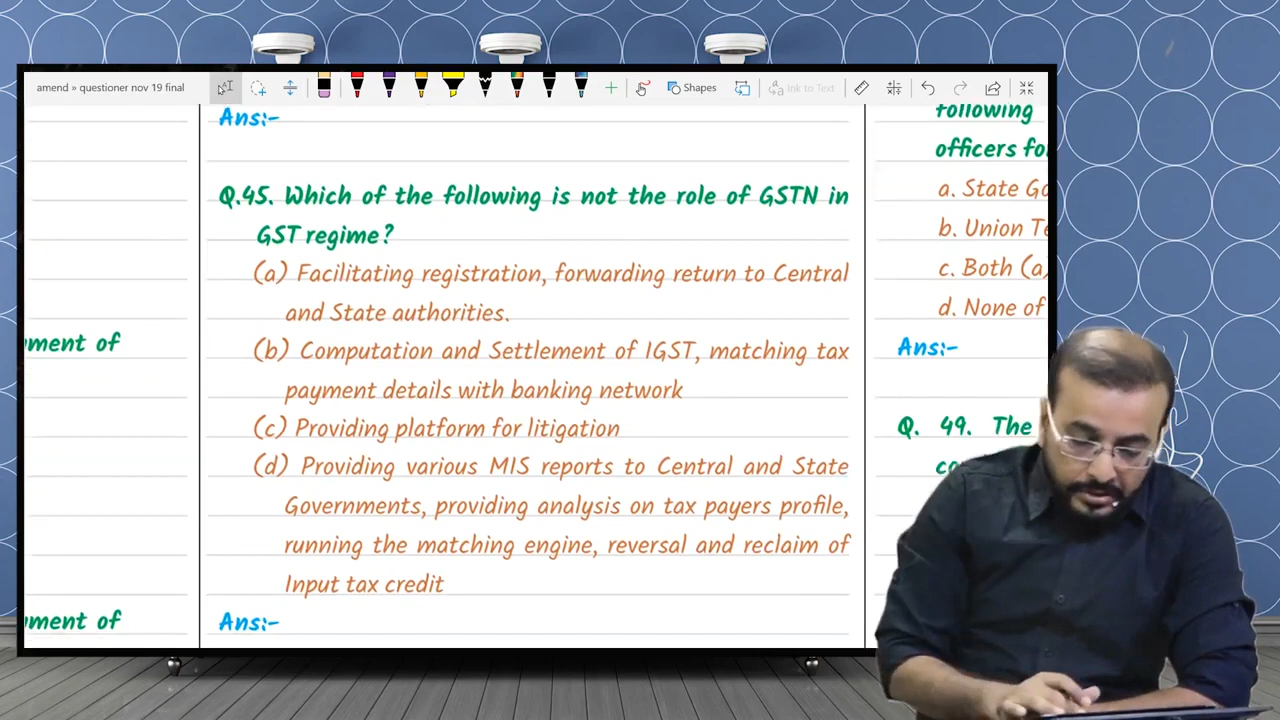 amend » questioner nov 19 final
Shapes
Ink to Text
ment of
ment of
Ans:-
Q.45. Which of the following is not the role of GSTN in
GST regime?
(a) Facilitating registration, forwarding return to Central
and State authorities.
(b) Computation and Settlement of IGST, matching tax
payment details with banking network
(c) Providing platform for litigation
(d) Providing various MIS reports to Central and State
Governments, providing analysis on tax payers profile,
running the matching engine, reversal and reclaim of
Input tax credit
Ans:-
following
officers fo
a. State Go
b. Union Te
c. Both (a
d. None of
Ans:-
Q. 49. The